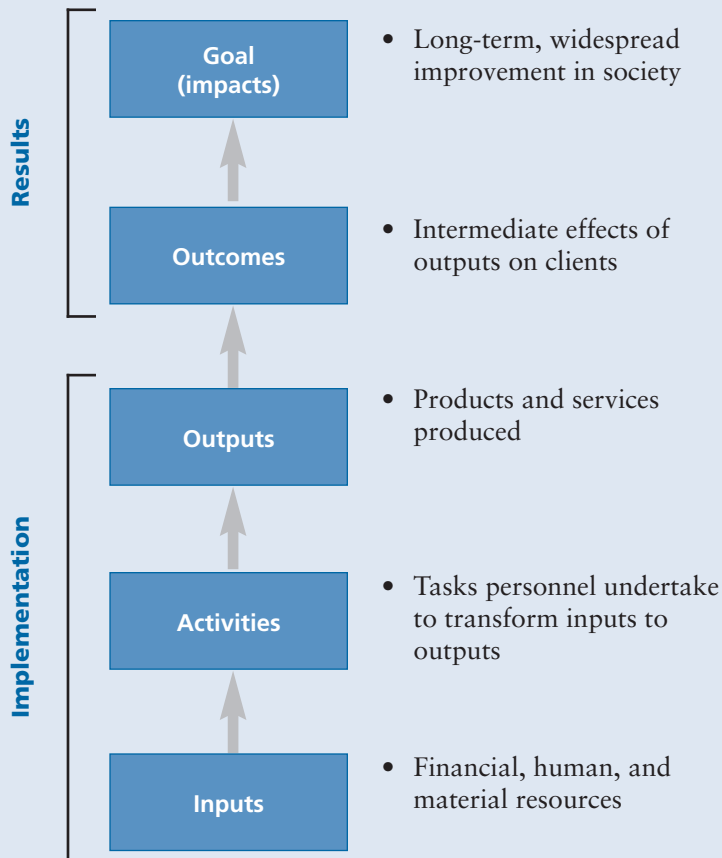 Results
Goal
(impacts)
• Long-term, widespread
improvement in society
Outcomes
• Intermediate effects of
outputs on clients
Implementation
Outputs
• Products and services
produced
Activities
• Tasks personnel undertake
to transform inputs to
outputs
Inputs
• Financial, human, and
material resources